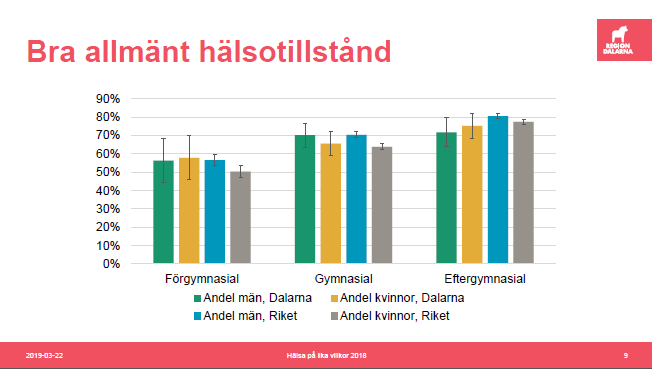 Bra allmänt hälsotillstånd
REGION
DALARNA
90%
80%
70%
60%
50%
40%
30%
20%
10%
0%
Förgymnasial Gymnasial Eftergymnasial
Andel män, Dalarna Andel kvinnor, Dalarna
Andel män, Riket Andel kvinnor, Riket
2019-03-22 Hälsa på lika villkor 2018 9